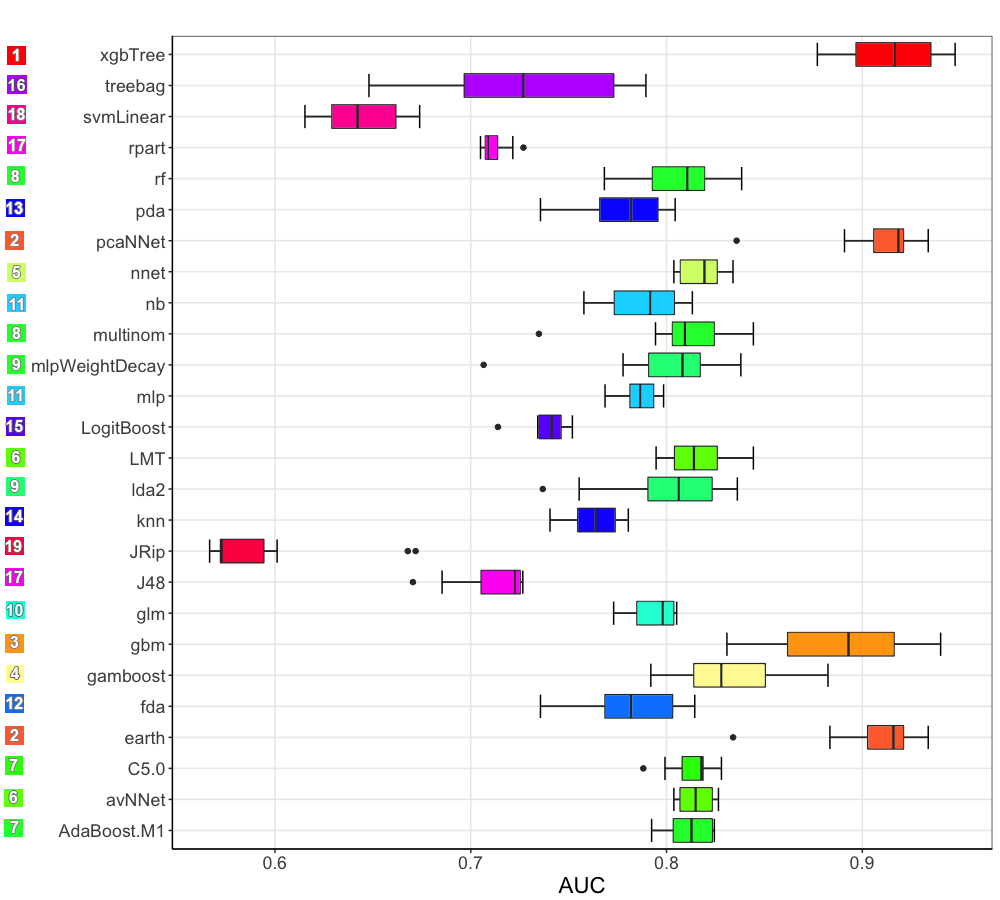 1 xgbTree
16 treebag
18 svmLinear
17 rpart
8 rf
13 pda
2 pcaNNet
5 nnet
11 nb
8 multinom
9 mlpWeightDecay
11 mlp
15 LogitBoost
6 LMT
9 lda2
14 knn
19 JRip
17 J48
10 glm
3 gbm
4 gamboost
12 fda
2 earth
7 C5.0
6 avNNet
7 AdaBoost.M1
0.6 0.7 0.8 0.9
AUC